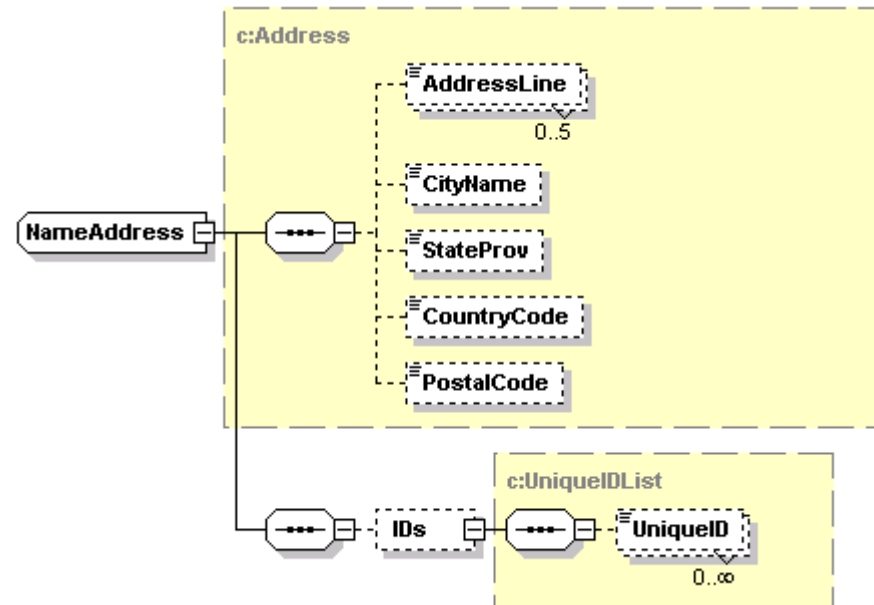 c:Address
AddressLine
0..5
CityName
NameAddress
StateProv
CountryCode
PostalCode
c:UniqueIDList
IDs
UniqueID
0..∞